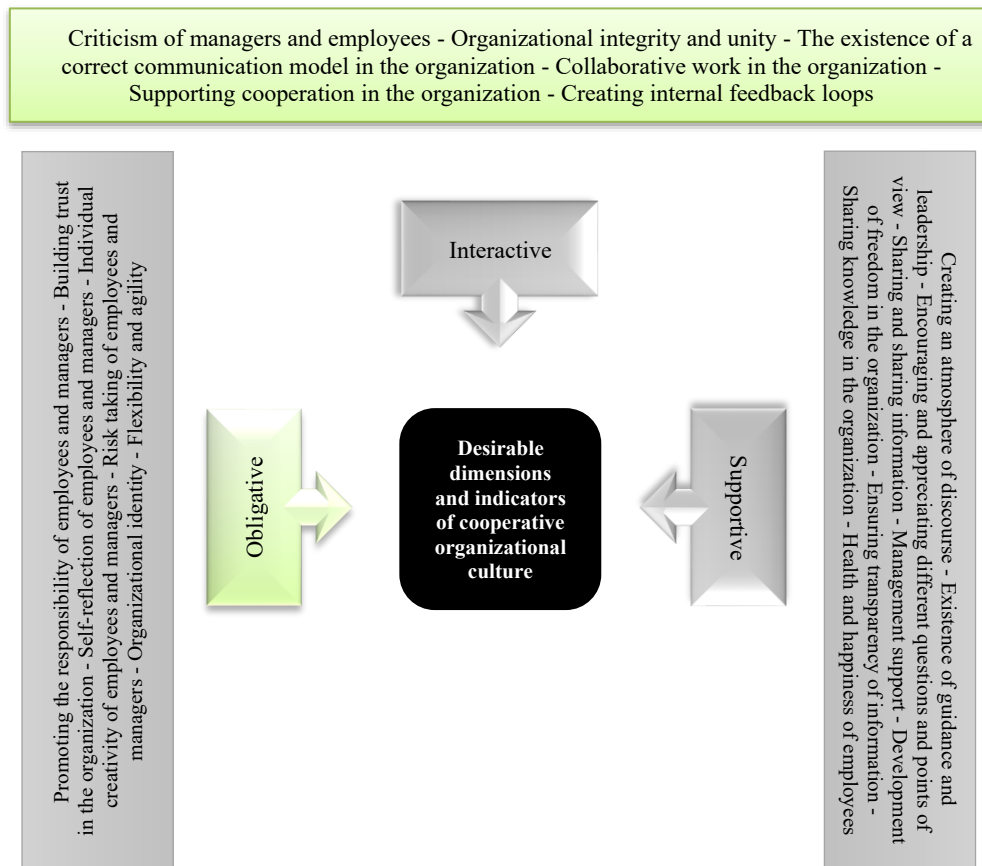 Criticism of managers and employees - Organizational integrity and unity - The existence of a
correct communication model in the organization - Collaborative work in the organization -
Supporting cooperation in the organization - Creating internal feedback loops
Promoting the responsibility of employees and managers - Building trust
in the organization - Self-reflection of employees and managers - Individual
creativity of employees and managers - Risk taking of employees and
managers - Organizational identity - Flexibility and agility
Interactive
Obligative
Desirable
dimensions
and indicators
of cooperative
organizational
culture
Supportive
Creating an atmosphere of discourse - Existence of guidance and
leadership - Encouraging and appreciating different questions and points of
view - Sharing and sharing information - Management support - Development
of freedom in the organization - Ensuring transparency of information -
Sharing knowledge in the organization - Health and happiness of employees